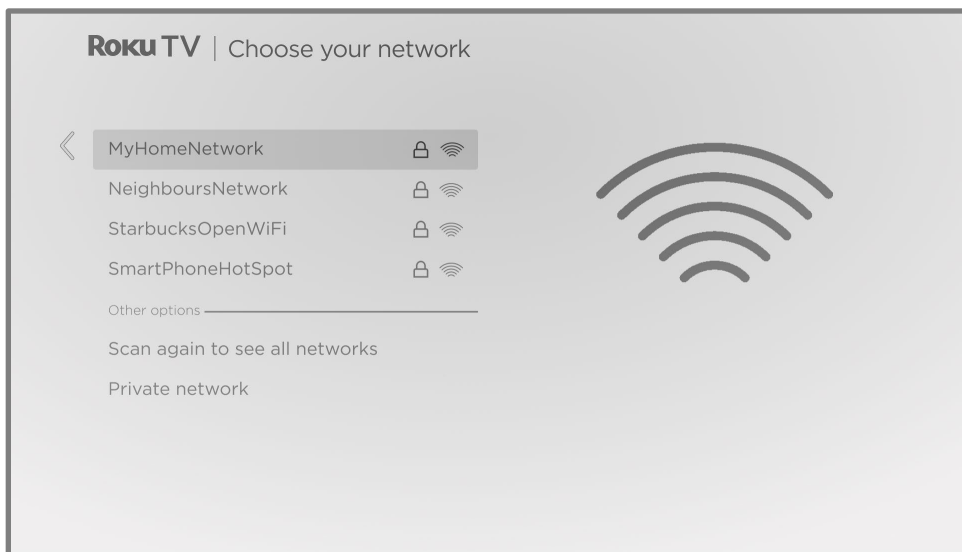 Roku TV | Choose your network
MyHomeNetwork
NeighboursNetwork
StarbucksOpenWiFi
SmartPhoneHotSpot
Other options
Scan again to see all networks
Private network